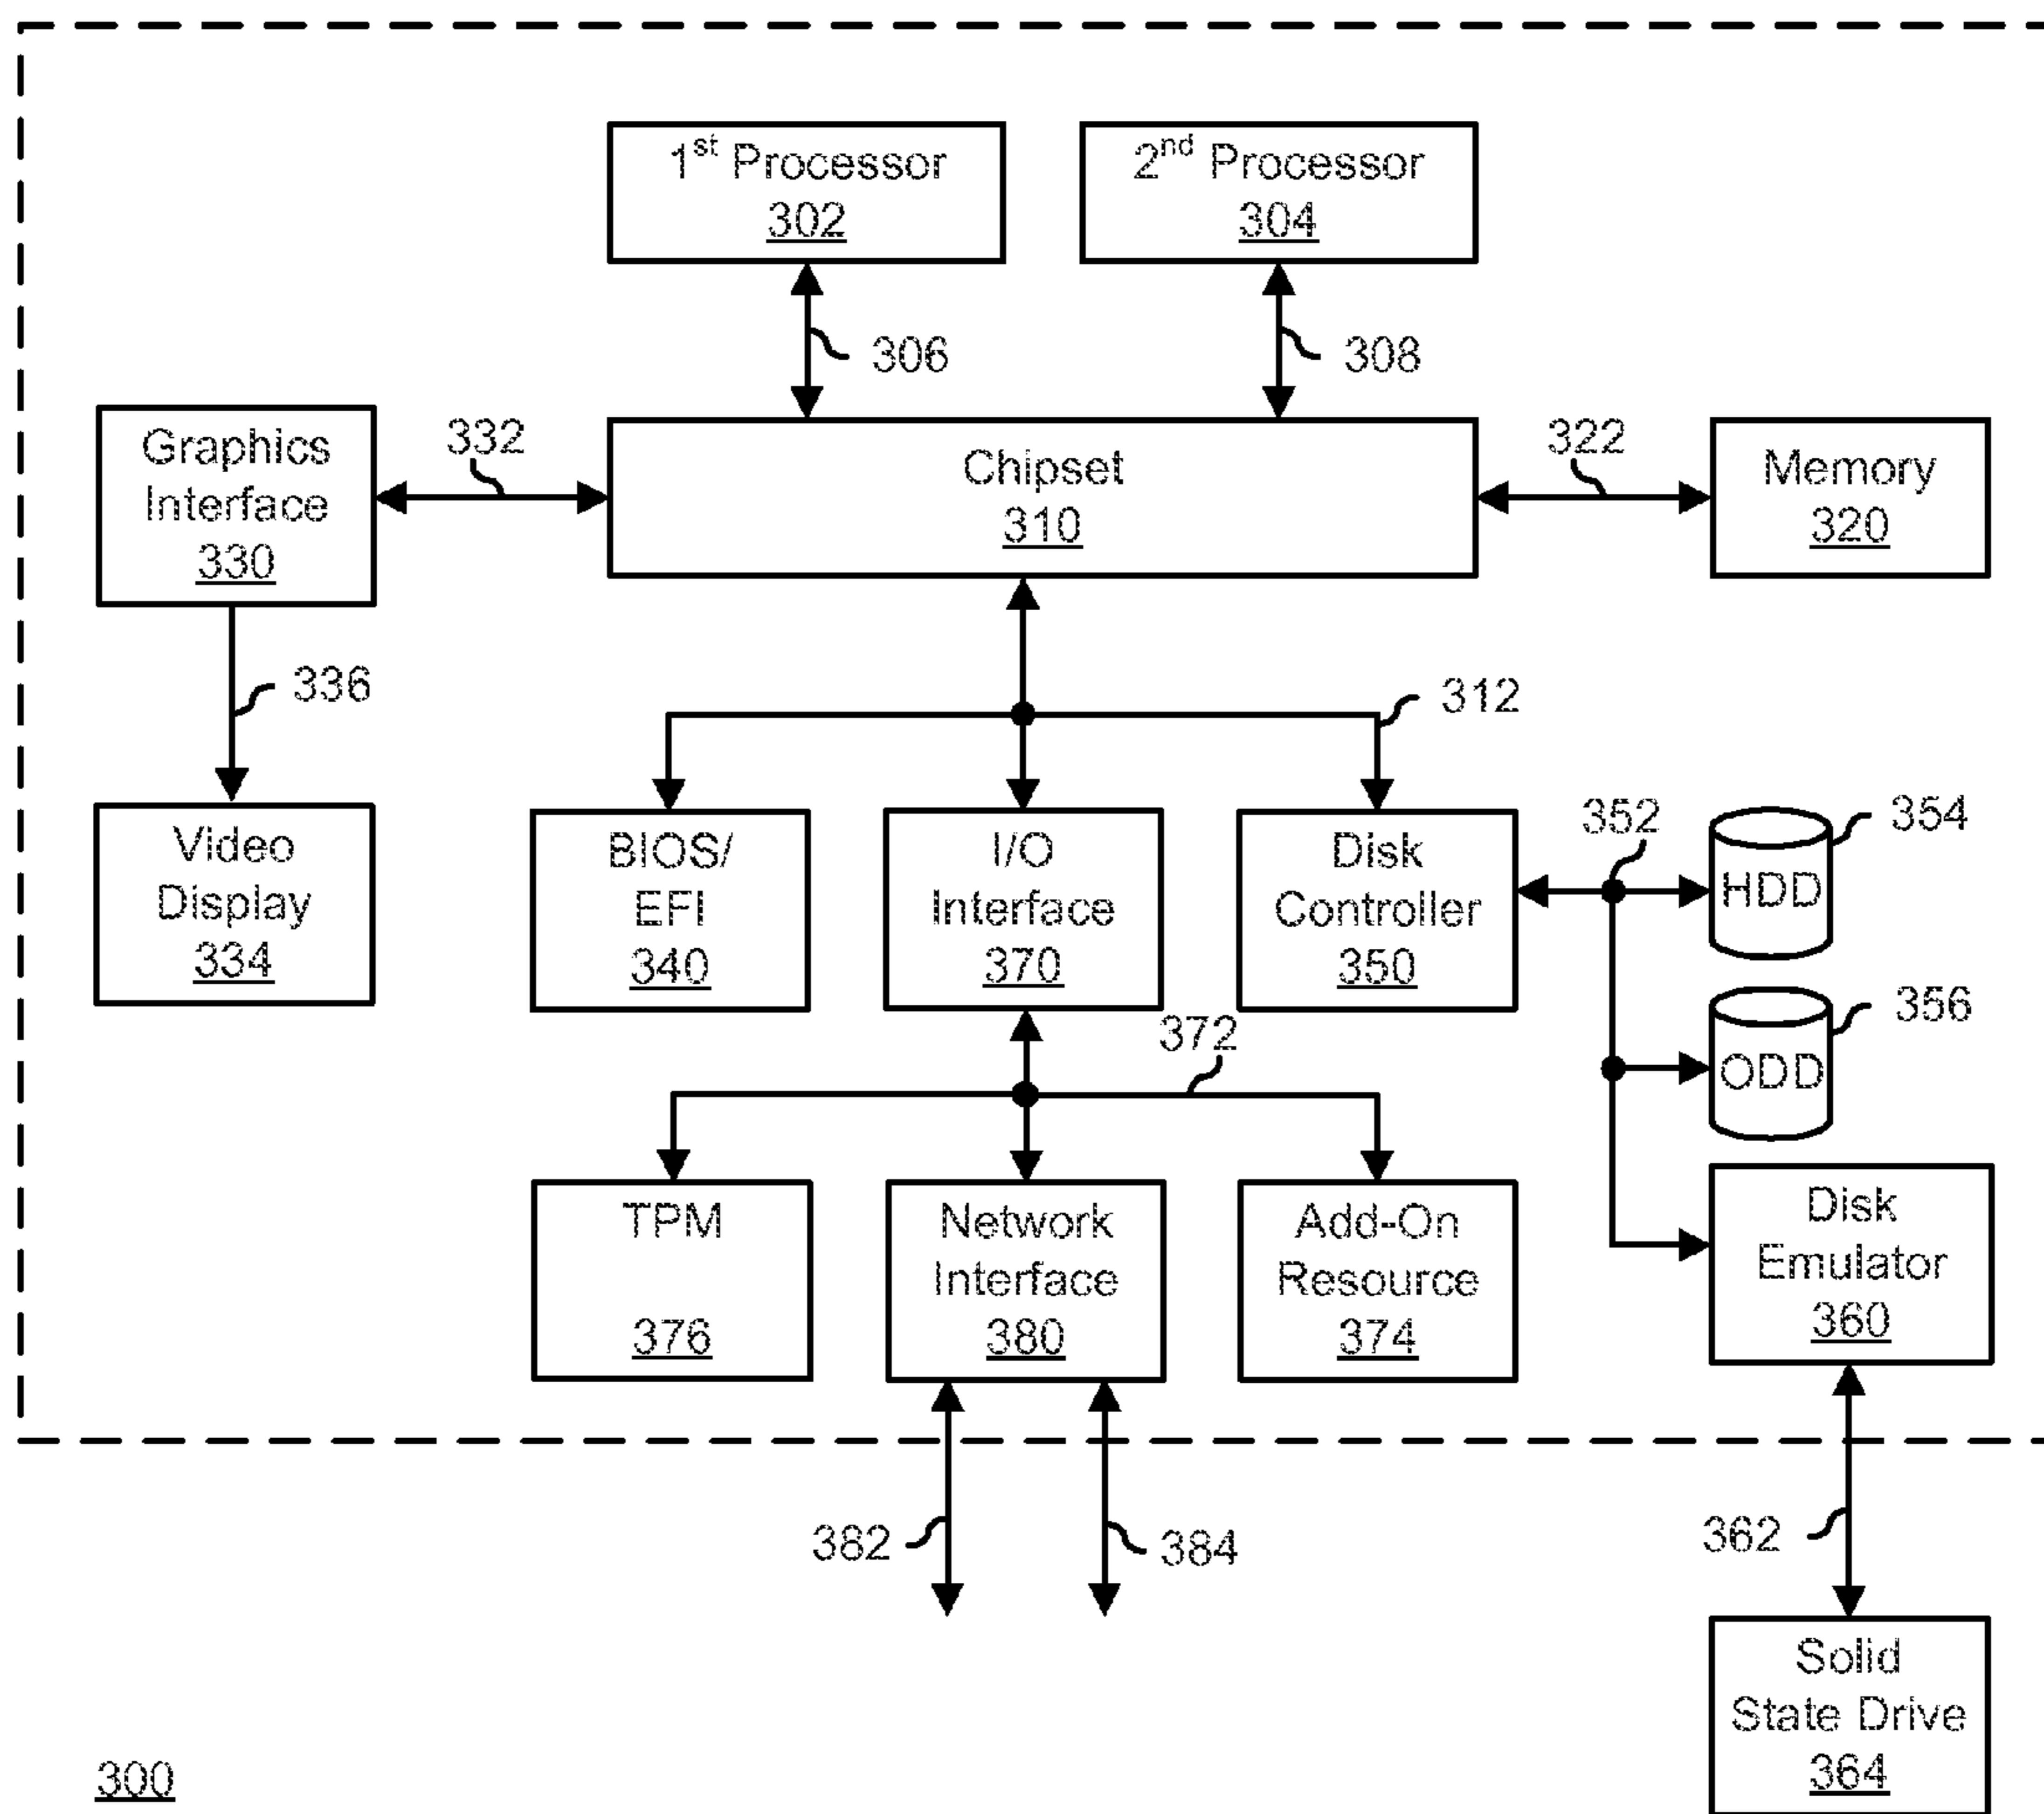 1st Processor
302
2nd Processor
304
306
308
Graphics
Interface
330
332
Chipset
310
322
Memory
320
336
312
Video
Display
334
BIOS/
EFI
340
I/O
Interface
370
Disk
Controller
350
352
HDD
354
ODD
356
372
TPM
376
Network
Interface
380
Add-On
Resource
374
Disk
Emulator
360
382
384
362
Solid
State Drive
364
300